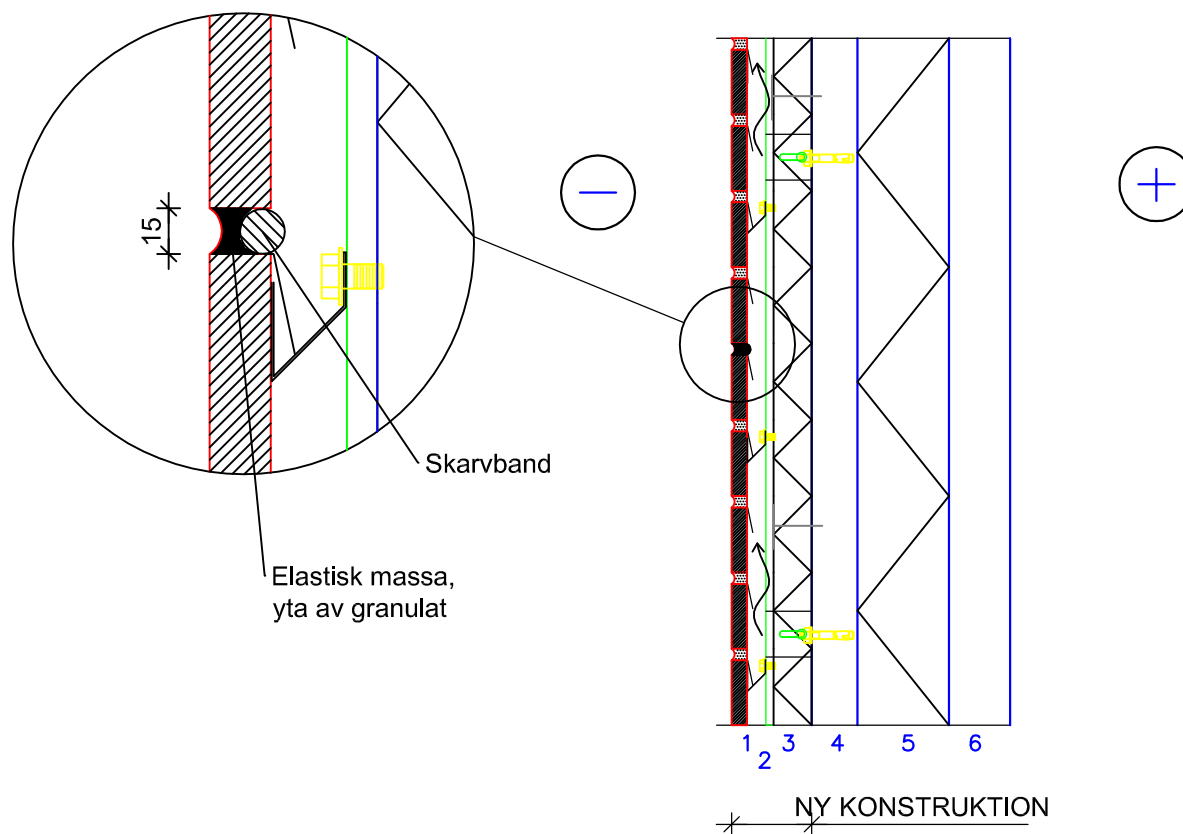 15
Skarvband
Elastisk massa,
yta av granulat
1
2
3
4
5
6
NY KONSTRUKTION